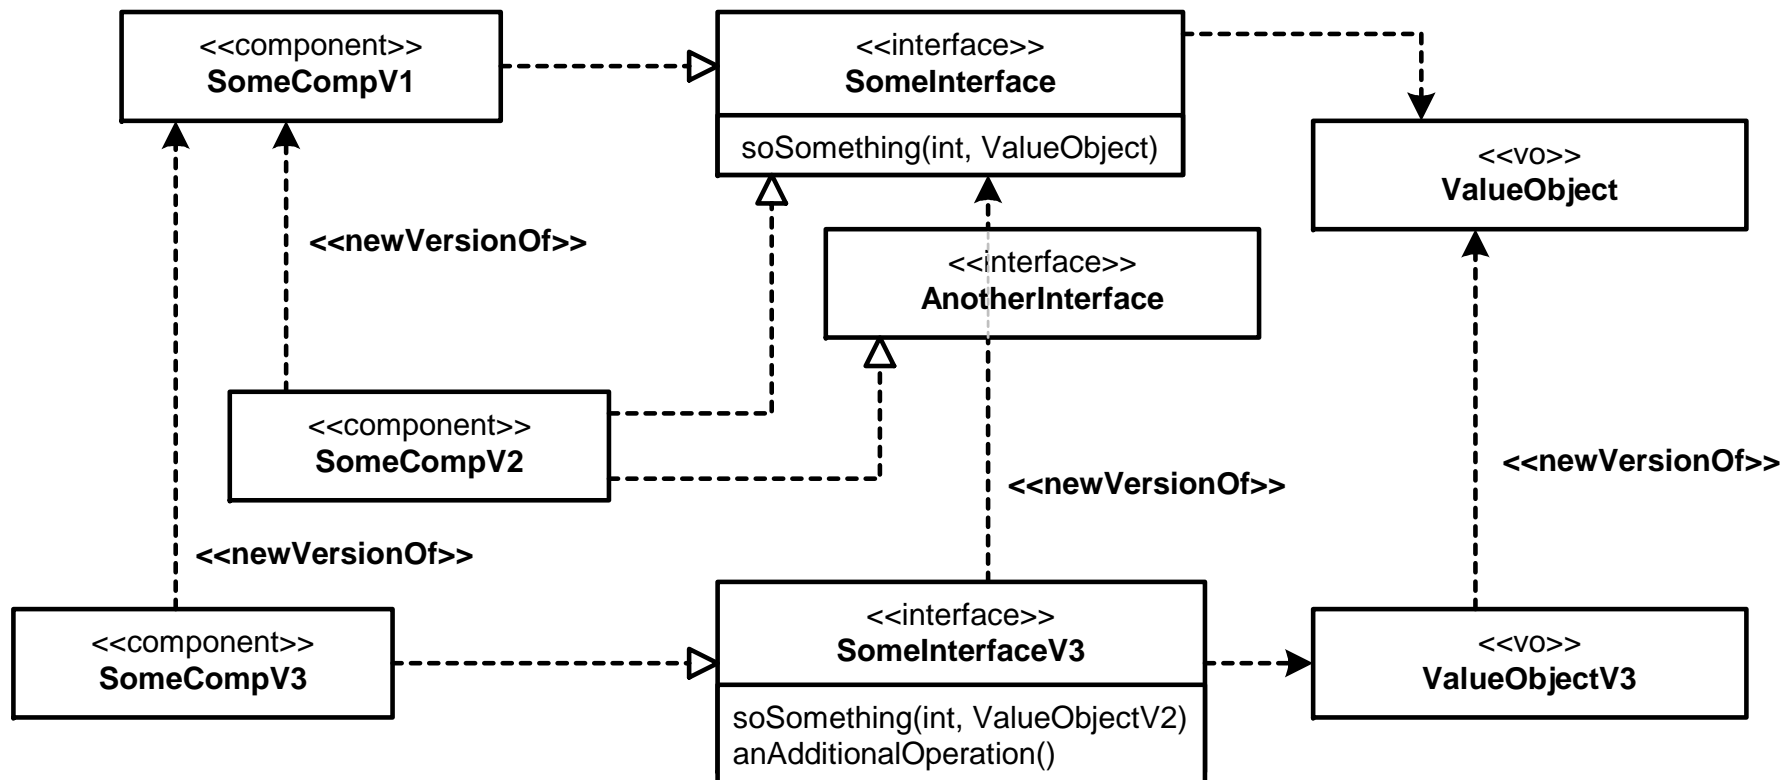 <<component>>
SomeCompV1
<<interface>>
SomeInterface
soSomething(int, ValueObject)
<<vo>>
ValueObject
<<newVersionOf>>
<<interface>>
AnotherInterface
<<component>>
SomeCompV2
<<newVersionOf>>
<<newVersionOf>>
<<newVersionOf>>
<<component>>
SomeCompV3
<<interface>>
SomeInterfaceV3
soSomething(int, ValueObjectV2)
anAdditionalOperation()
<<vo>>
ValueObjectV3